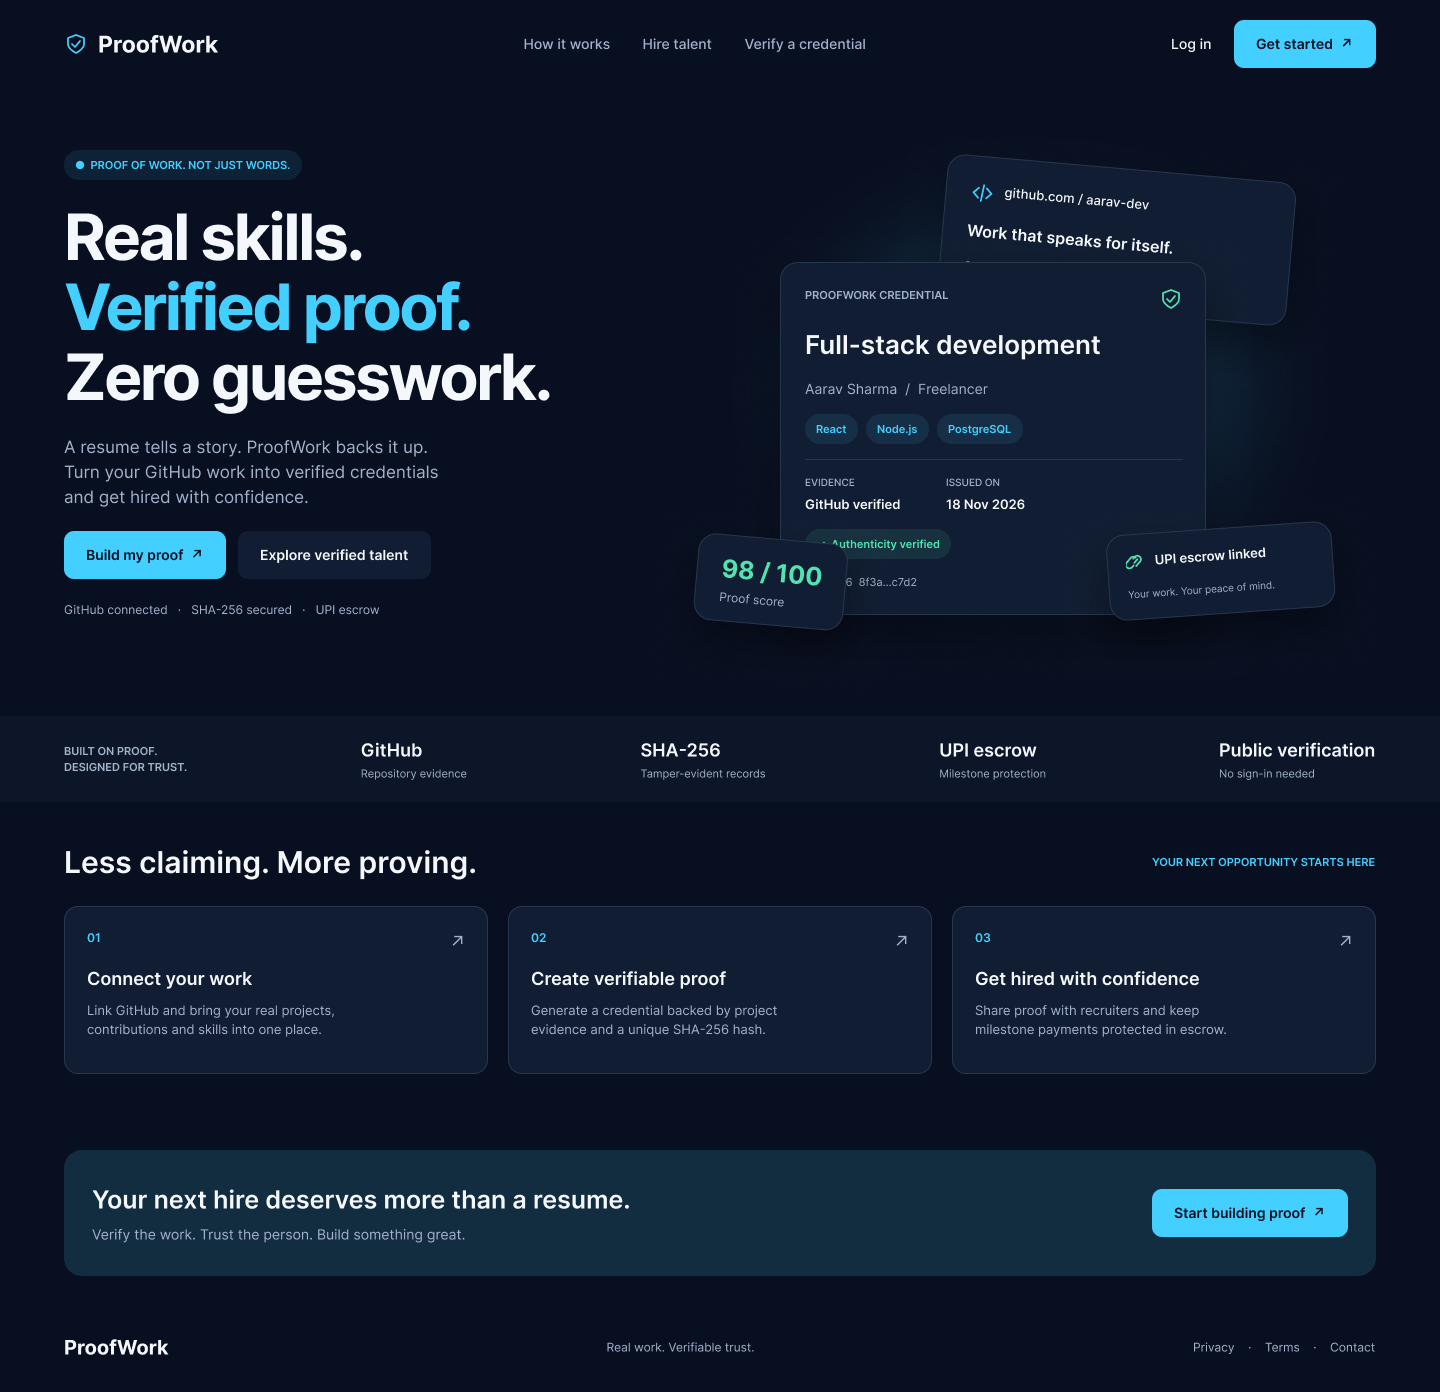 ProofWork
How it works
Hire talent
Verify a credential
Log in
Get started
PROOF OF WORK. NOT JUST WORDS.
Real skills.
Verified proof.
Zero guesswork.
A resume tells a story. ProofWork backs it up.
Turn your GitHub work into verified credentials
and get hired with confidence.
Build my proof
Explore verified talent
GitHub connected · SHA-256 secured · UPI escrow
github.com / aarav-dev
Work that speaks for itself.
PROOFWORK CREDENTIAL
Full-stack development
Aarav Sharma / Freelancer
React
Node.js
PostgreSQL
EVIDENCE
GitHub verified
ISSUED ON
18 Nov 2026
Authenticity verified
6 8f3a...c7d2
98 / 100
Proof score
UPI escrow linked
Your work. Your peace of mind.
BUILT ON PROOF.
DESIGNED FOR TRUST.
GitHub
Repository evidence
SHA-256
Tamper-evident records
UPI escrow
Milestone protection
Public verification
No sign-in needed
Less claiming. More proving.
YOUR NEXT OPPORTUNITY STARTS HERE
01
Connect your work
Link GitHub and bring your real projects,
contributions and skills into one place.
02
Create verifiable proof
Generate a credential backed by project
evidence and a unique SHA-256 hash.
03
Get hired with confidence
Share proof with recruiters and keep
milestone payments protected in escrow.
Your next hire deserves more than a resume.
Verify the work. Trust the person. Build something great.
Start building proof
ProofWork
Real work. Verifiable trust.
Privacy · Terms · Contact